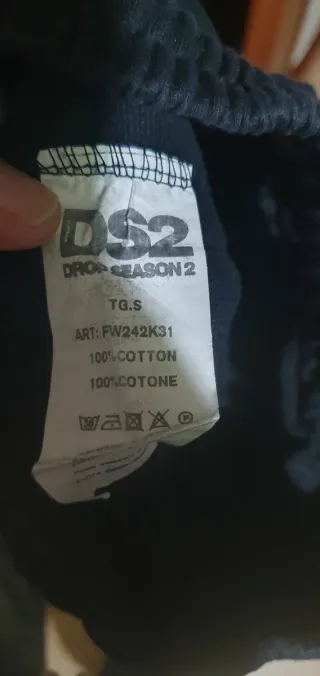 DS2
DROP SEASON 2
TG.S
ART: FW242K31
100% COTTON
100% COTONE
P